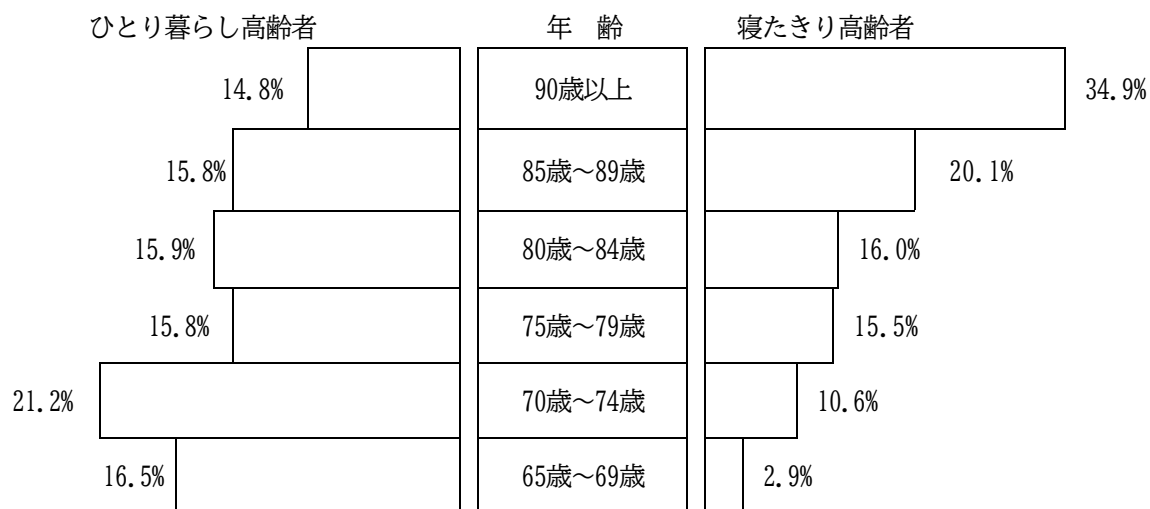 ひとり暮らし高齢者 年 齢 寝たきり高齢者
14.8% 90歳以上 34.9%
15.8% 85歳～89歳 20.1%
15.9% 80歳～84歳 16.0%
15.8% 75歳～79歳 15.5%
21.2% 70歳～74歳 10.6%
16.5% 65歳～69歳 2.9%